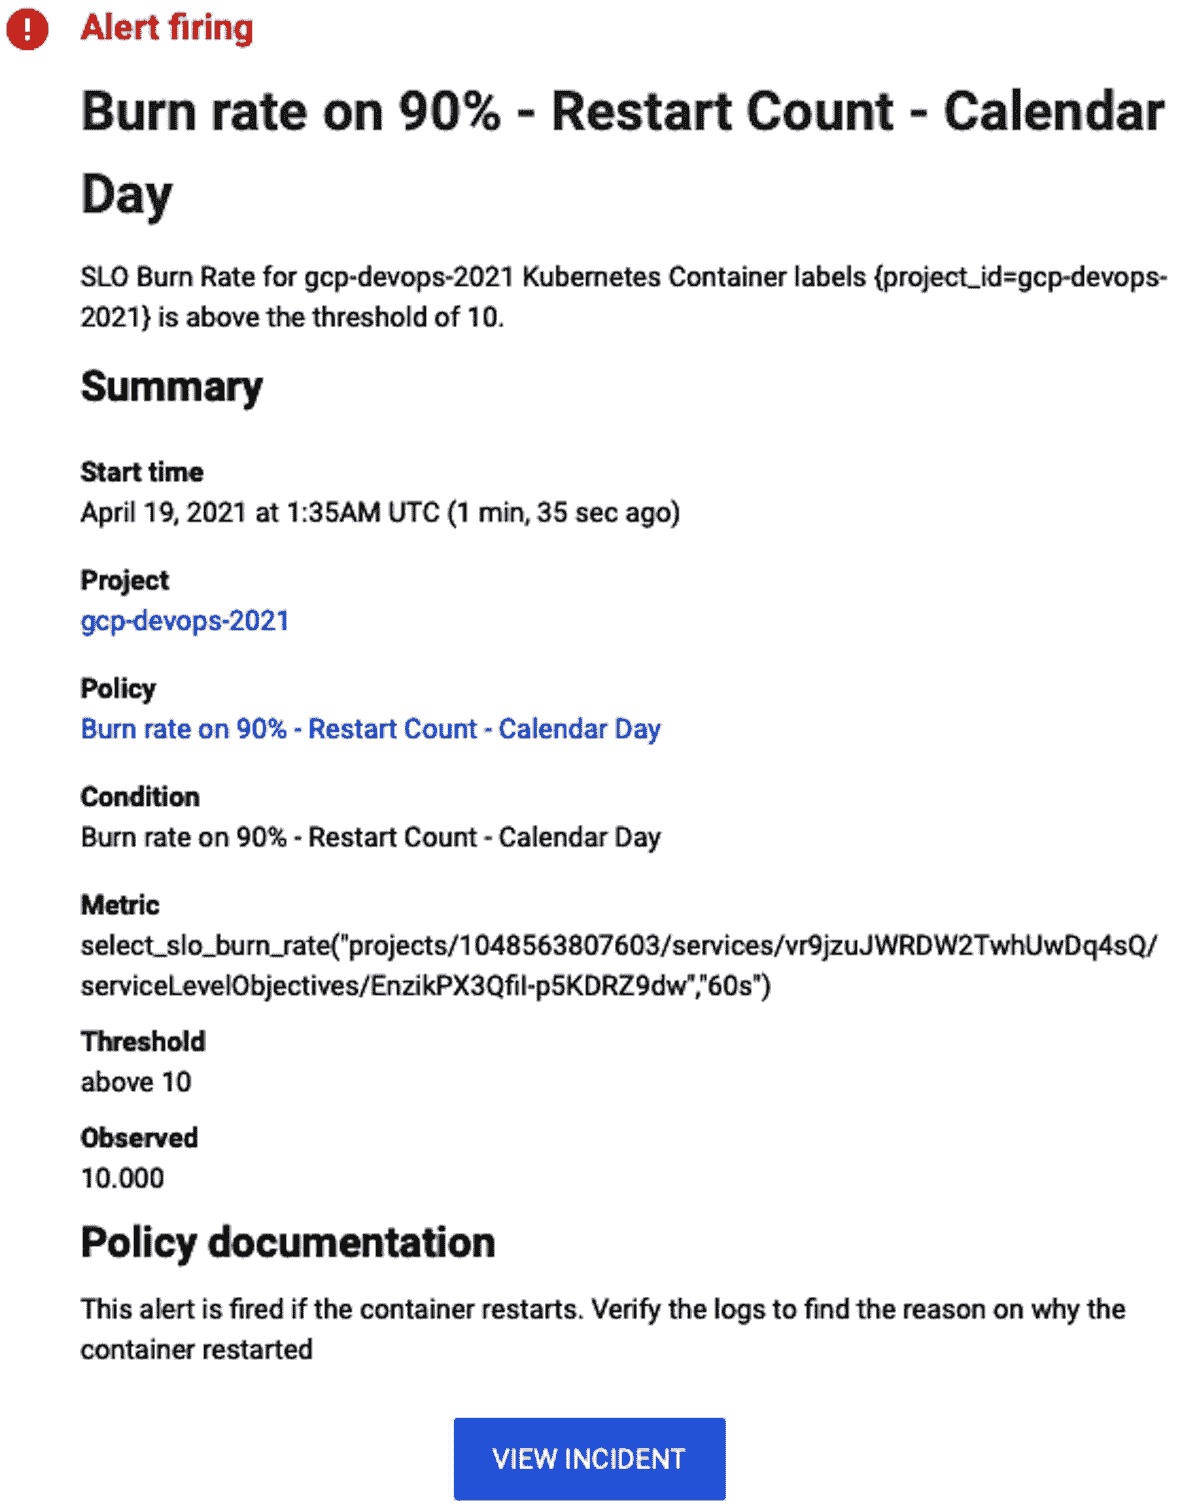 Alert firing
Burn rate on 90% - Restart Count - Calendar
Day
SLO Burn Rate for gcp-devops-2021 Kubernetes Container labels {project_id=gcp-devops-
2021} is above the threshold of 10.
Summary
Start time
April 19, 2021 at 1:35AM UTC (1 min, 35 sec ago)
Project
gcp-devops-2021
Policy
Burn rate on 90% - Restart Count - Calendar Day
Condition
Burn rate on 90% - Restart Count - Calendar Day
Metric
select_slo_burn_rate("projects/1048563807603/services/vr9jzuJWRDW2TwhUwDq4sQ/
serviceLevelObjectives/EnzikPX3Qfil-p5KDRZ9dw","60s")
Threshold
above 10
Observed
10.000
Policy documentation
This alert is fired if the container restarts. Verify the logs to find the reason on why the
container restarted
VIEW INCIDENT